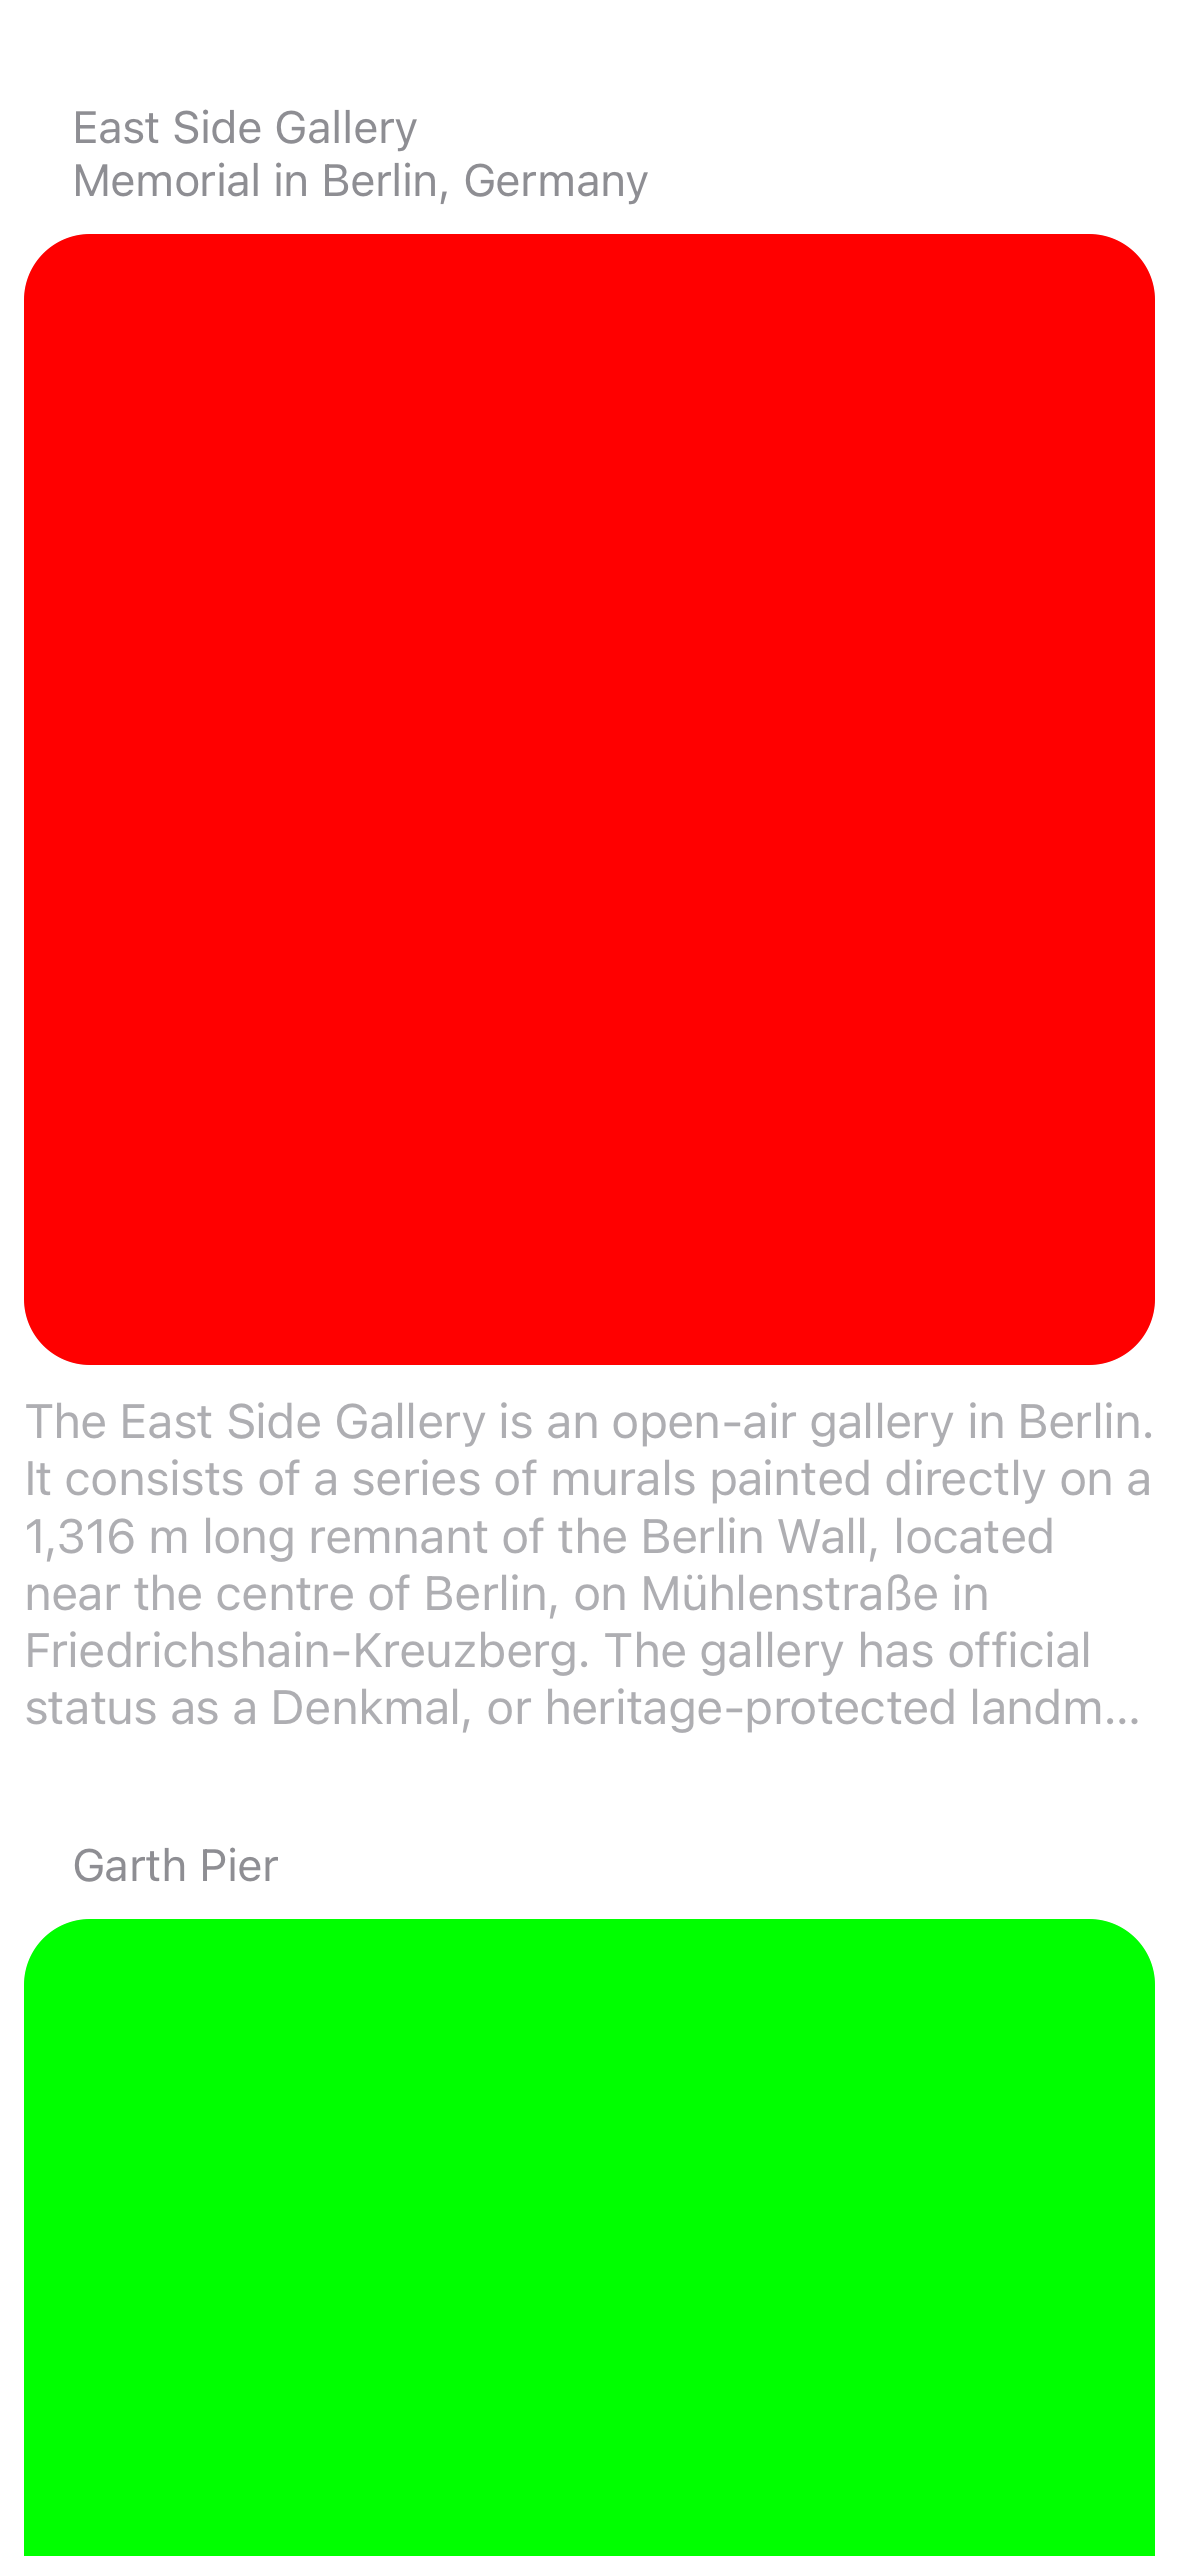 East Side Gallery
Memorial in Berlin, Germany
The East Side Gallery is an open-air gallery in Berlin.
It consists of a series of murals painted directly on a
1,316 m long remnant of the Berlin Wall, located
near the centre of Berlin, on Mühlenstraße in
Friedrichshain-Kreuzberg. The gallery has official
status as a Denkmal, or heritage-protected landm...
Garth Pier